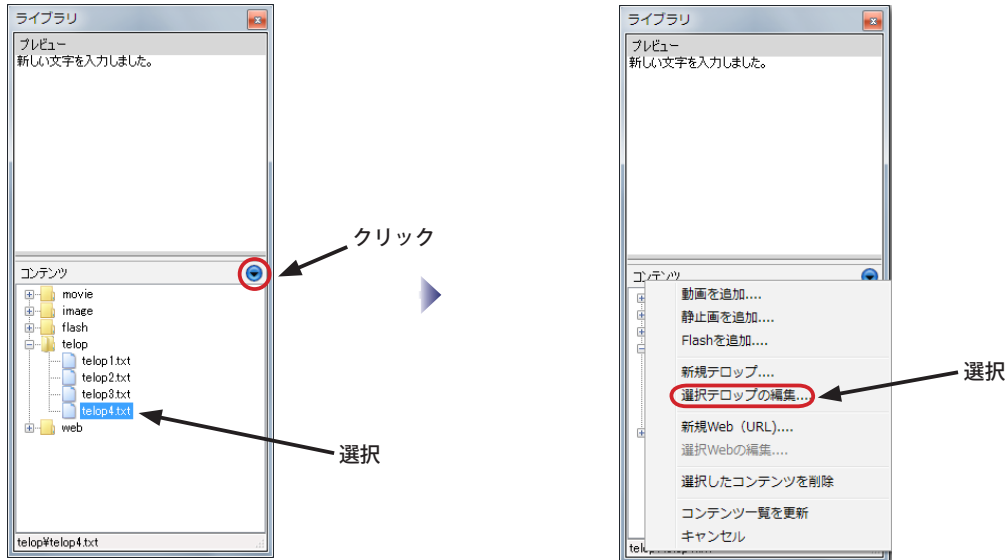 ライブラリ
プレビュー
新しい文字を入力しました。
クリック
コンテンツ
movie
image
flash
telop
telop1.txt
telop2.txt
telop3.txt
telop4.txt
web
選択
telop¥telop4.txt
ライブラリ
プレビュー
新しい文字を入力しました。
コンテンツ
動画を追加....
静止画を追加....
Flashを追加....
新規テロップ....
選択テロップの編集....
選択
新規Web（URL)....
選択Webの編集....
選択したコンテンツを削除
コンテンツ一覧を更新
キャンセル